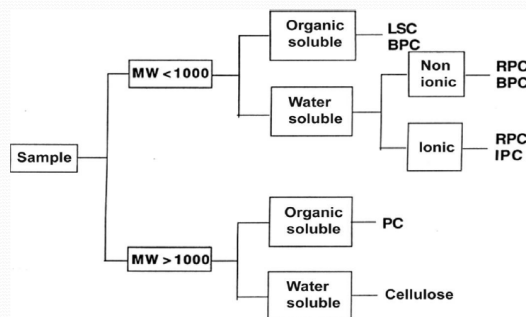 Organic
soluble
LSC
BPC
MW < 1000
Non
ionic
RPC
BPC
Water
soluble
Ionic
RPC
IPC
Sample
Organic
soluble
PC
MW > 1000
Water
soluble
Cellulose